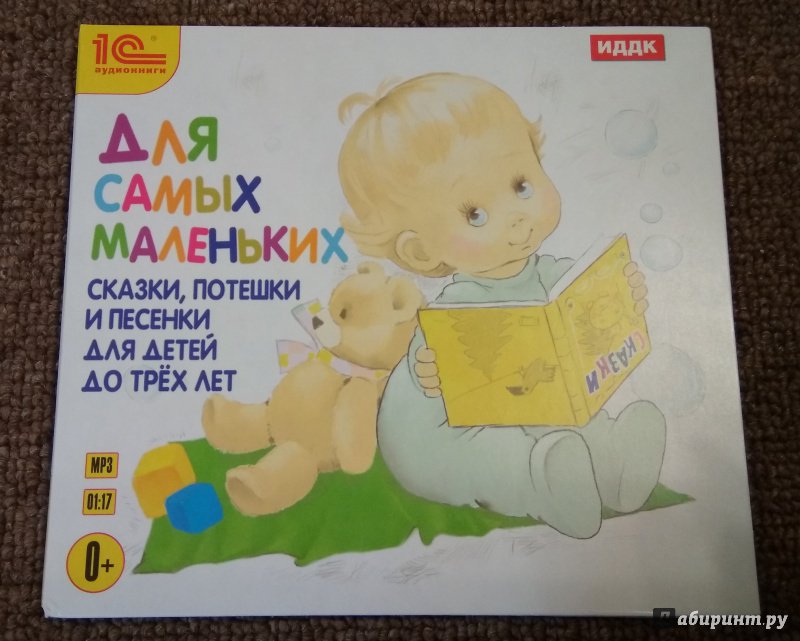 1С®
аудиокниги
ИДДК
ДЛЯ
САМЫХ
МАЛЕНЬКИХ
СКАЗКИ, ПОТЕШКИ
И ПЕСЕНКИ
ДЛЯ ДЕТЕЙ
ДО ТРЁХ ЛЕТ
СКАЗКИ
MP3
01:17
0+
Лабиринт.ру